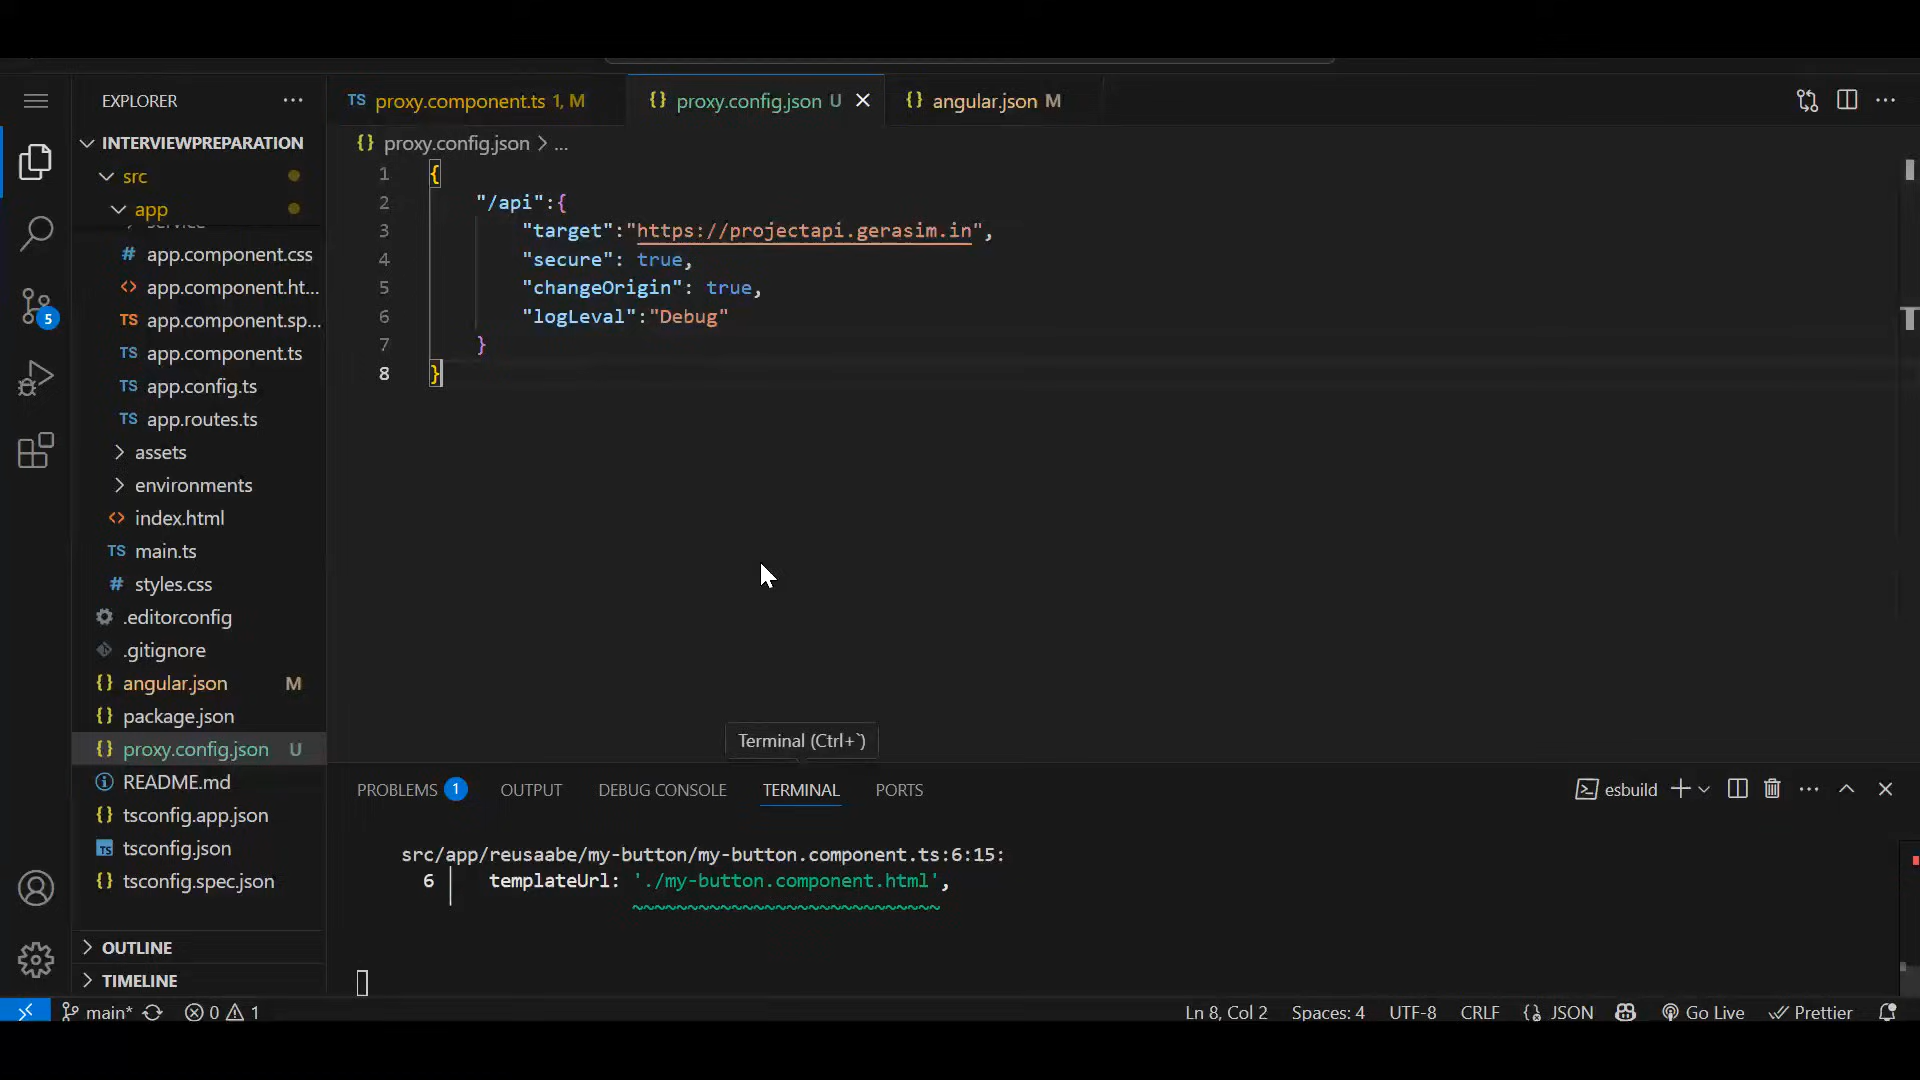 EXPLORER
INTERVIEWPREPARATION
src
app
service
app.component.css
app.component.ht...
app.component.sp...
app.component.ts
app.config.ts
app.routes.ts
assets
environments
index.html
main.ts
styles.css
.editorconfig
.gitignore
angular.json M
package.json
proxy.config.json U
README.md
tsconfig.app.json
tsconfig.json
tsconfig.spec.json
OUTLINE
TIMELINE
5
TS proxy.component.ts 1, M
{} proxy.config.json U
{} angular.json M
{} proxy.config.json > ...
1 {
2 "/api":{
3 "target":"https://projectapi.gerasim.in",
4 "secure": true,
5 "changeOrigin": true,
6 "logLeval":"Debug"
7 }
8 }
Terminal (Ctrl+`)
PROBLEMS 1 OUTPUT DEBUG CONSOLE TERMINAL PORTS
esbuild
src/app/reusaabe/my-button/my-button.component.ts:6:15:
6 │ templateUrl: './my-button.component.html',
~~~~~~~~~~~~~~~~~~~~~~~~~~~~
main* 0 1
Ln 8, Col 2 Spaces: 4 UTF-8 CRLF {} JSON Go Live Prettier